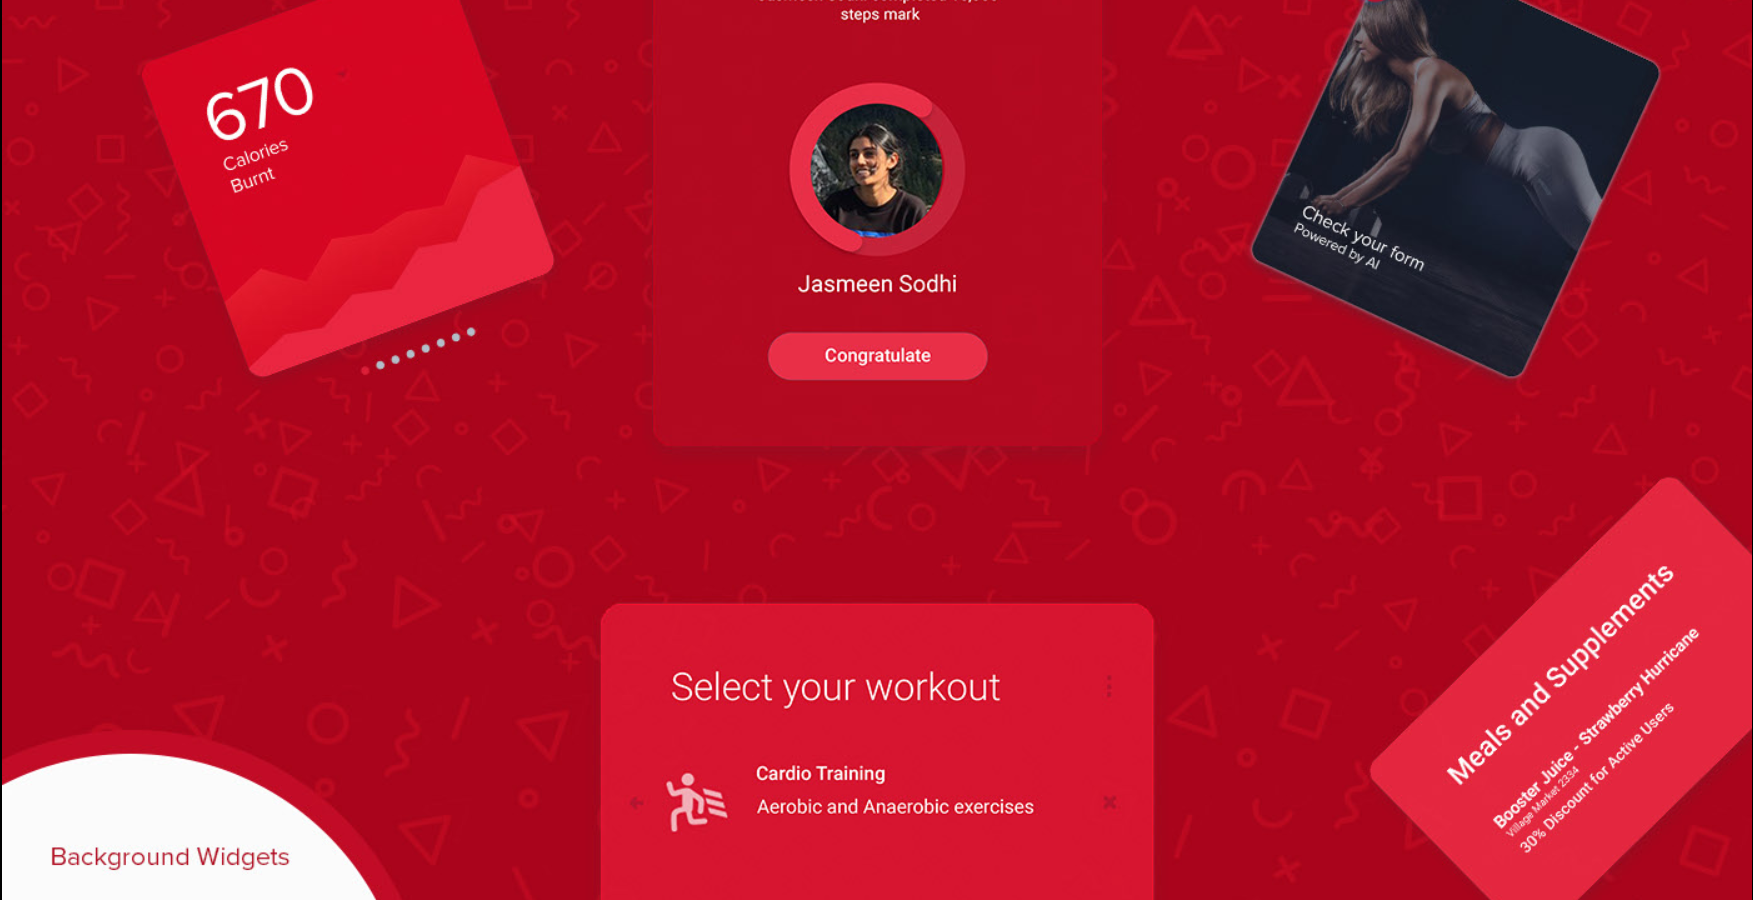 steps mark
670
Calories
Burnt
Jasmeen Sodhi
Congratulate
Check your form
Powered by AI
Select your workout
Cardio Training
Aerobic and Anaerobic exercises
Meals and Supplements
Booster Juice - Strawberry Hurricane
Village Market 2334
30% Discount for Active Users
Background Widgets